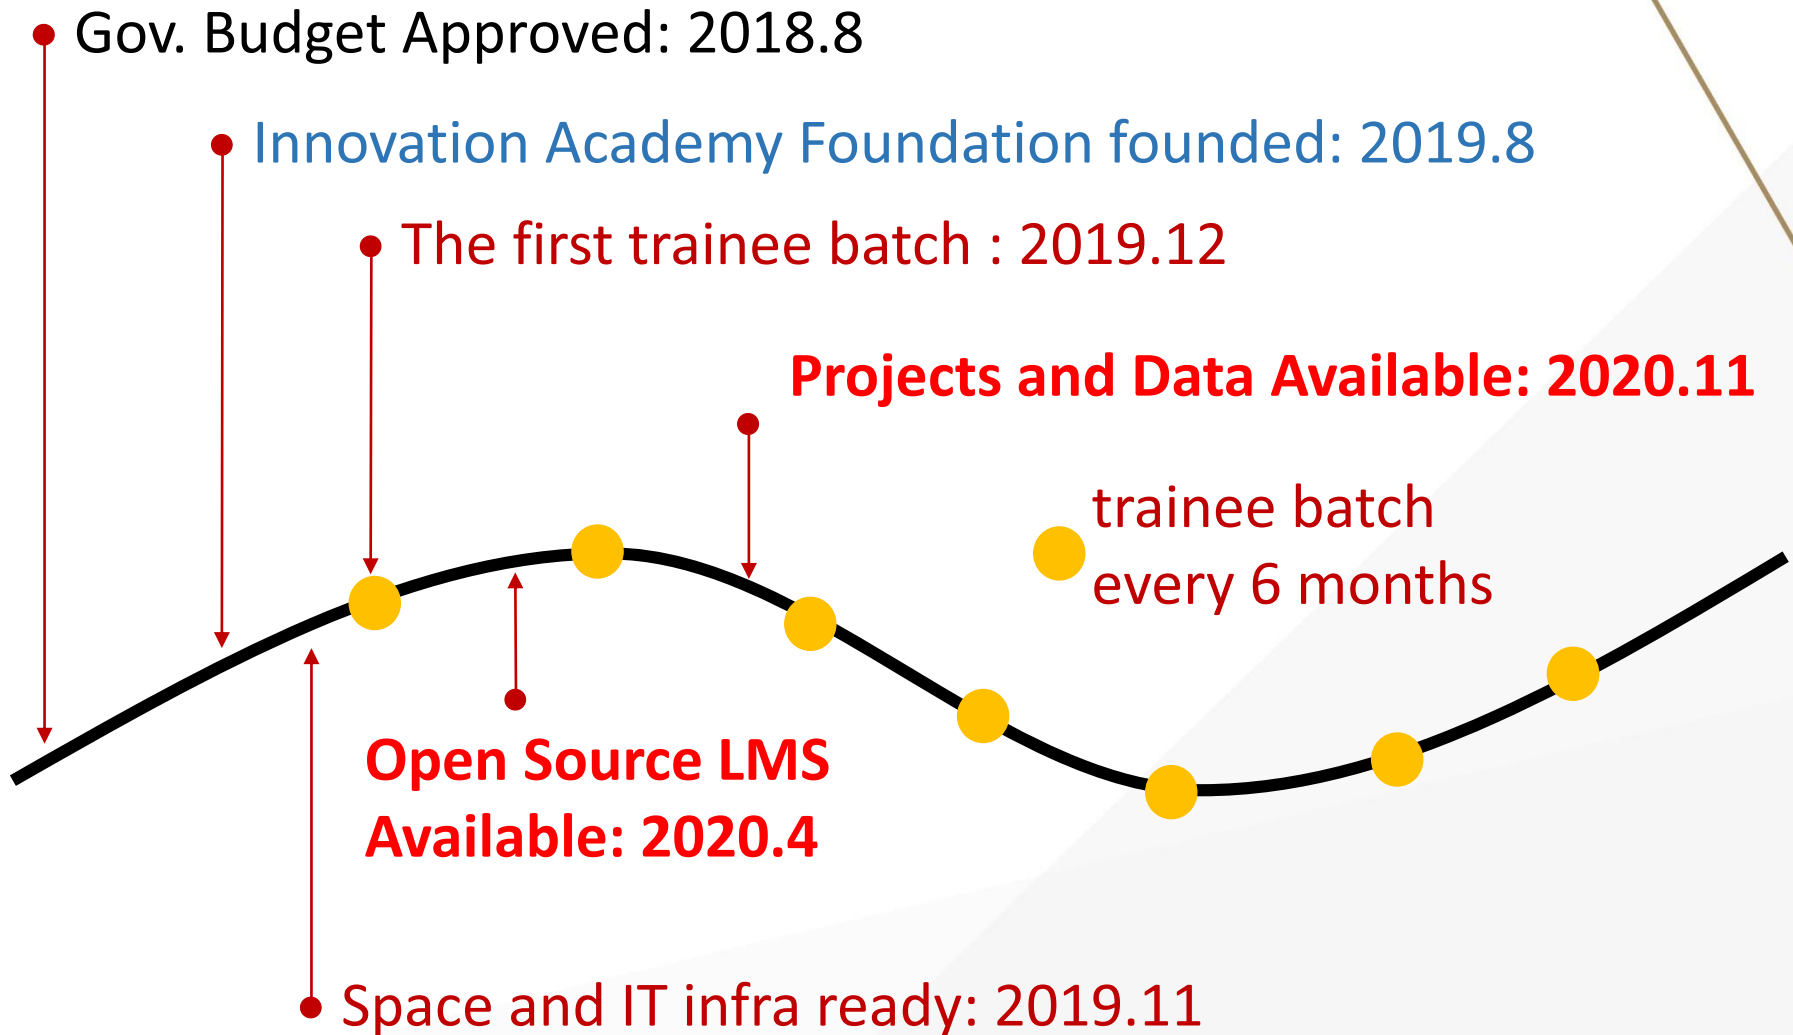 Gov. Budget Approved: 2018.8
Innovation Academy Foundation founded: 2019.8
The first trainee batch : 2019.12
Projects and Data Available: 2020.11
trainee batch
every 6 months
Open Source LMS
Available: 2020.4
Space and IT infra ready: 2019.11